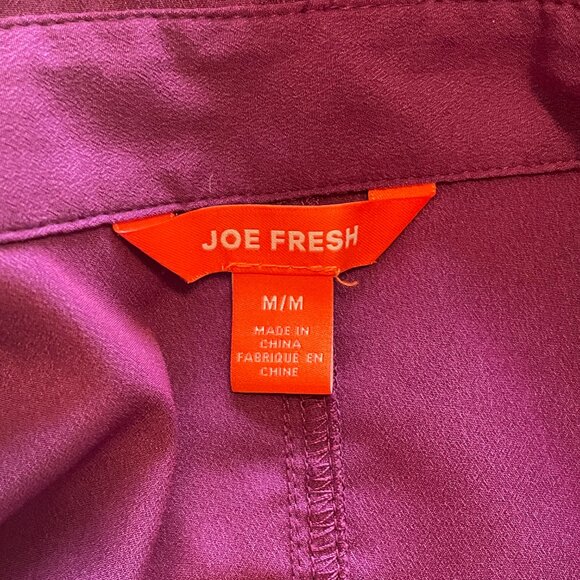 JOE FRESH
M/M
MADE IN
CHINA
FABRIQUÉ EN
CHINE